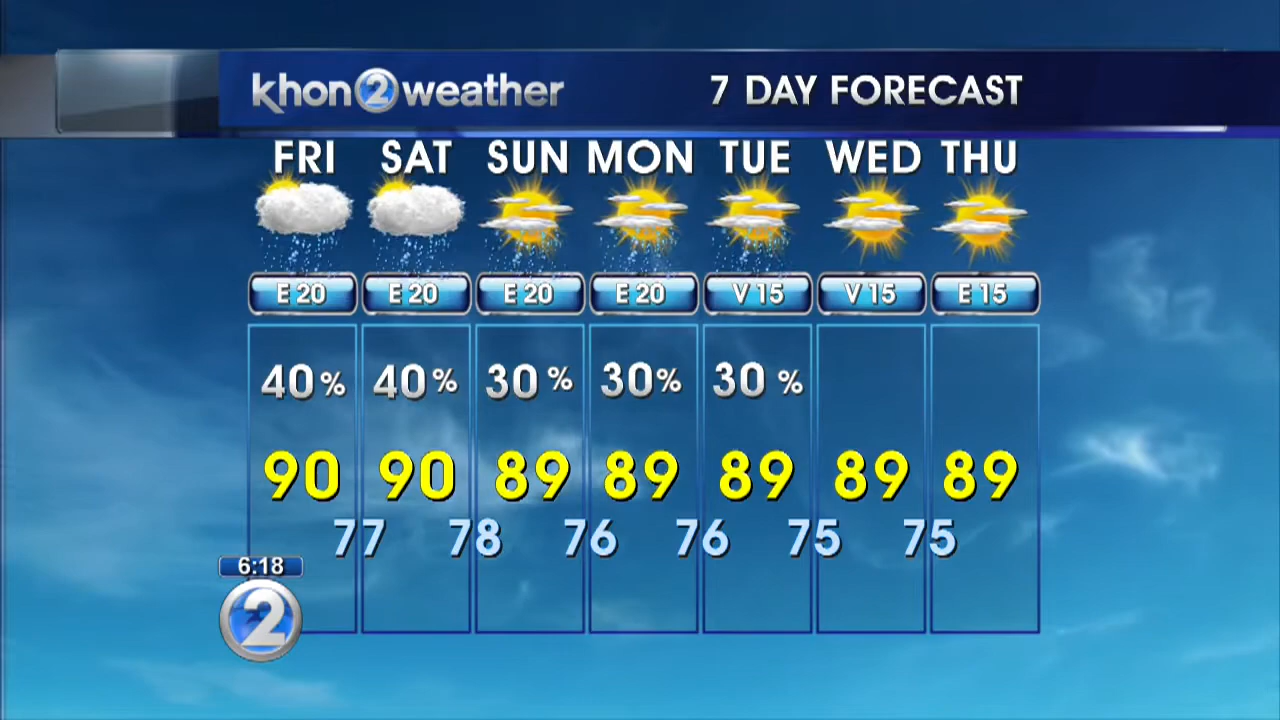 khon2weather
7 DAY FORECAST
FRI SAT SUN MON TUE WED THU
E 20 E 20 E 20 E 20 V 15 V 15 E 15
40% 40% 30% 30% 30%
90 90 89 89 89 89 89
77 78 76 76 75 75
6:18
2